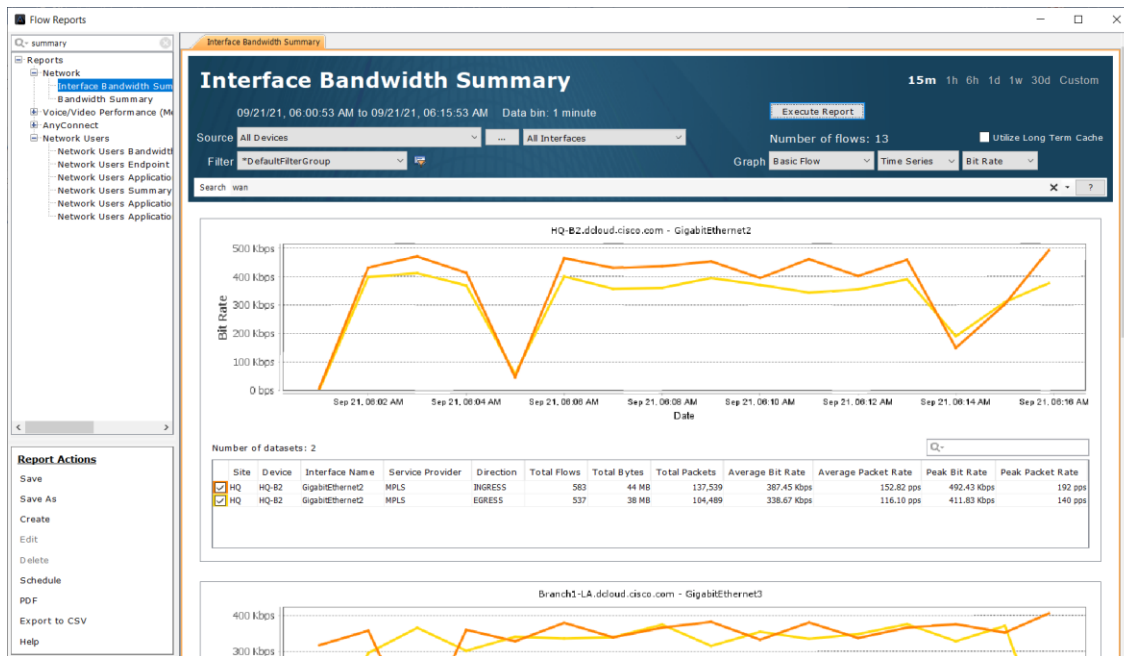 Flow Reports
summary
Reports
Network
Interface Bandwidth Sum
Bandwidth Summary
Voice/Video Performance (Me
AnyConnect
Network Users
Network Users Bandwidth
Network Users Endpoint
Network Users Applicatio
Network Users Summary
Network Users Applicatio
Network Users Applicatio
Report Actions
Save
Save As
Create
Edit
Delete
Schedule
PDF
Export to CSV
Help
Interface Bandwidth Summary
Interface Bandwidth Summary
15m 1h 6h 1d 1w 30d Custom
09/21/21, 06:00:53 AM to 09/21/21, 06:15:53 AM Data bin: 1 minute
Execute Report
Source All Devices ... All Interfaces
Number of flows: 13
Utilize Long Term Cache
Filter *DefaultFilterGroup
Graph Basic Flow Time Series Bit Rate
Search wan
?
HQ-B2.dcloud.cisco.com - GigabitEthernet2
500 Kbps
400 Kbps
300 Kbps
200 Kbps
100 Kbps
0 bps
Bit Rate
Sep 21, 06:02 AM Sep 21, 06:04 AM Sep 21, 06:06 AM Sep 21, 06:08 AM Sep 21, 06:10 AM Sep 21, 06:12 AM Sep 21, 06:14 AM Sep 21, 06:16 AM
Date
Number of datasets: 2
Site Device Interface Name Service Provider Direction Total Flows Total Bytes Total Packets Average Bit Rate Average Packet Rate Peak Bit Rate Peak Packet Rate
HQ HQ-B2 GigabitEthernet2 MPLS INGRESS 583 44 MB 137,539 387.45 Kbps 152.82 pps 492.43 Kbps 192 pps
HQ HQ-B2 GigabitEthernet2 MPLS EGRESS 537 38 MB 104,489 338.67 Kbps 116.10 pps 411.83 Kbps 140 pps
Branch1-LA.dcloud.cisco.com - GigabitEthernet3
400 Kbps
300 Kbps